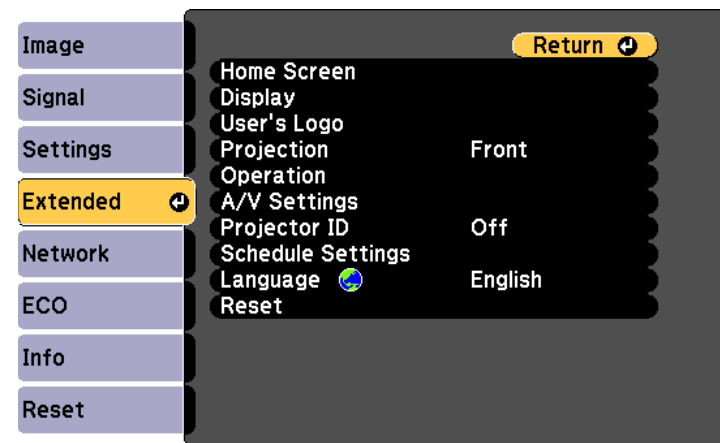 Image
Signal
Settings
Extended
Network
ECO
Info
Reset
Return
Home Screen
Display
User's Logo
Projection Front
Operation
A/V Settings
Projector ID Off
Schedule Settings
Language English
Reset